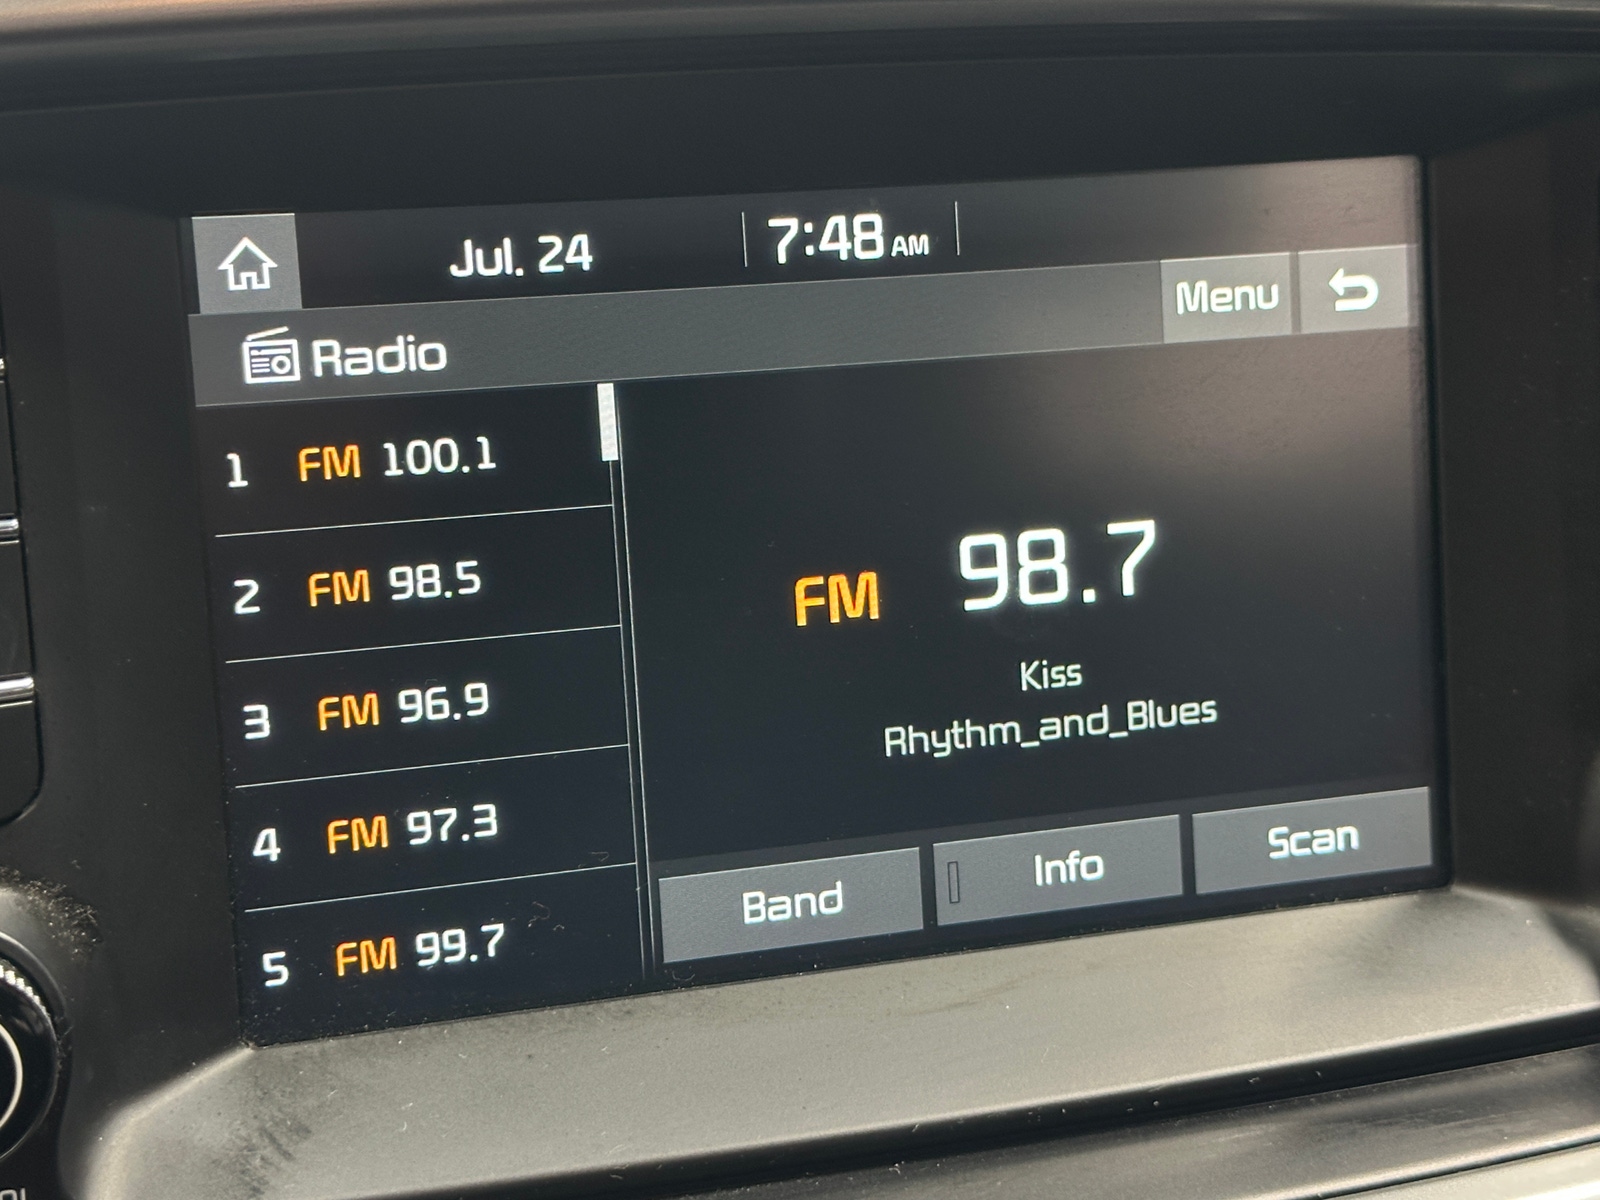 Jul. 24 7:48 AM
Menu
Radio
1 FM 100.1
2 FM 98.5
3 FM 96.9
4 FM 97.3
5 FM 99.7
FM 98.7
Kiss
Rhythm_and_Blues
Band Info Scan